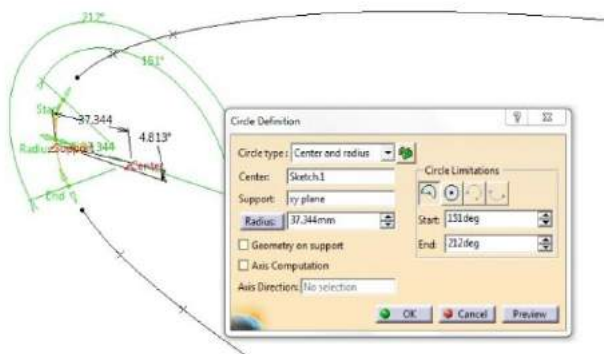 212°
151°
Start
37.344
4.813°
Radius
Support
.344
Center
End
Circle Definition
Circle type: Center and radius
Circle Limitations
Center: Sketch.1
Support: xy plane
Radius: 37.344mm
Start: 151deg
Geometry on support
End: 212deg
Axis Computation
Axis Direction: No selection
OK Cancel Preview